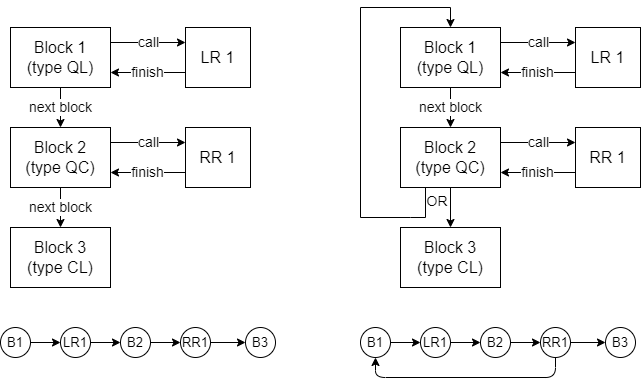 Block 1
(type QL)
call
finish
LR 1
next block
Block 2
(type QC)
call
finish
RR 1
next block
Block 3
(type CL)
B1
LR1
B2
RR1
B3
Block 1
(type QL)
call
finish
LR 1
next block
Block 2
(type QC)
call
finish
RR 1
OR
Block 3
(type CL)
B1
LR1
B2
RR1
B3